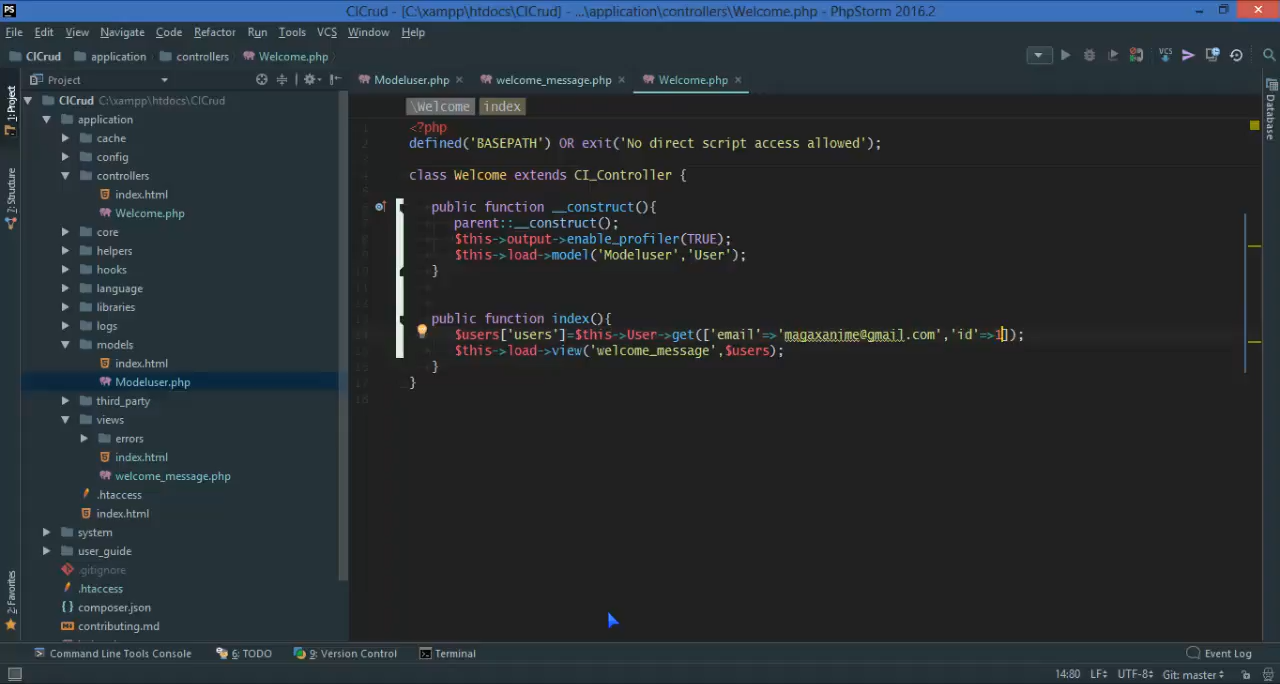 CICrud - [C:\xampp\htdocs\CICrud] - ...\application\controllers\Welcome.php - PhpStorm 2016.2
File Edit View Navigate Code Refactor Run Tools VCS Window Help
CICrud application controllers Welcome.php
Project
Modeluser.php welcome_message.php Welcome.php
1: Project
7: Structure
2: Favorites
CICrud C:\xampp\htdocs\CICrud
application
cache
config
controllers
index.html
Welcome.php
core
helpers
hooks
language
libraries
logs
models
index.html
Modeluser.php
third_party
views
errors
index.html
welcome_message.php
.htaccess
index.html
system
user_guide
.gitignore
.htaccess
composer.json
contributing.md
\Welcome index
<?php
defined('BASEPATH') OR exit('No direct script access allowed');
class Welcome extends CI_Controller {
public function __construct(){
parent::__construct();
$this->output->enable_profiler(TRUE);
$this->load->model('Modeluser','User');
}
public function index(){
$users['users']=$this->User->get(['email'=>'magaxanime@gmail.com','id'=>1]);
$this->load->view('welcome_message',$users);
}
}
Database
Command Line Tools Console 6: TODO 9: Version Control Terminal Event Log
14:80 LF UTF-8 Git: master